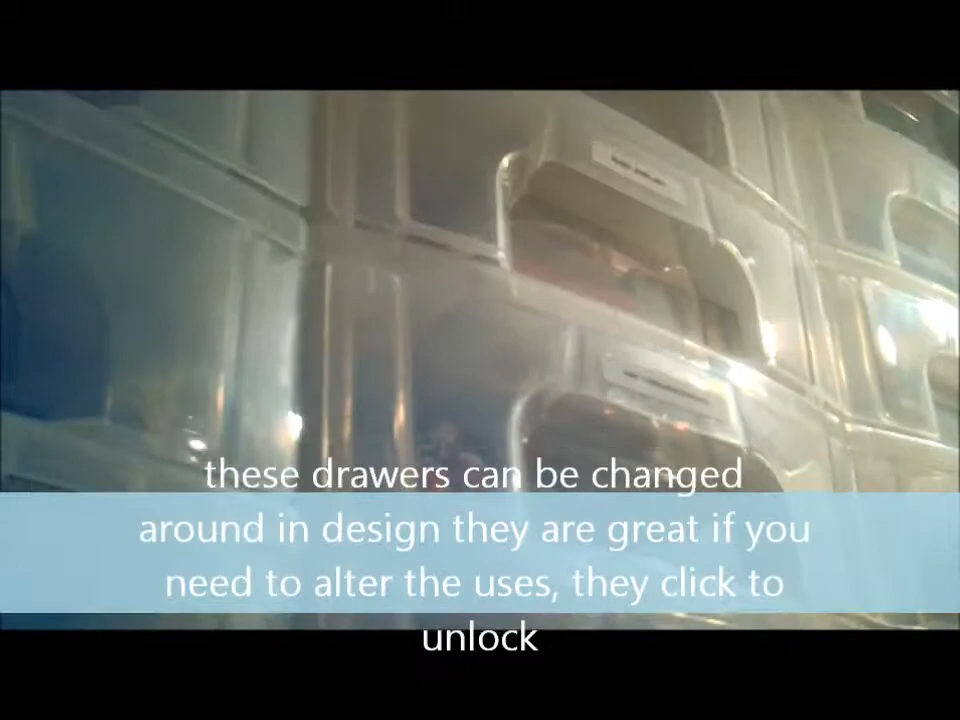 these drawers can be changed
around in design they are great if you
need to alter the uses, they click to
unlock